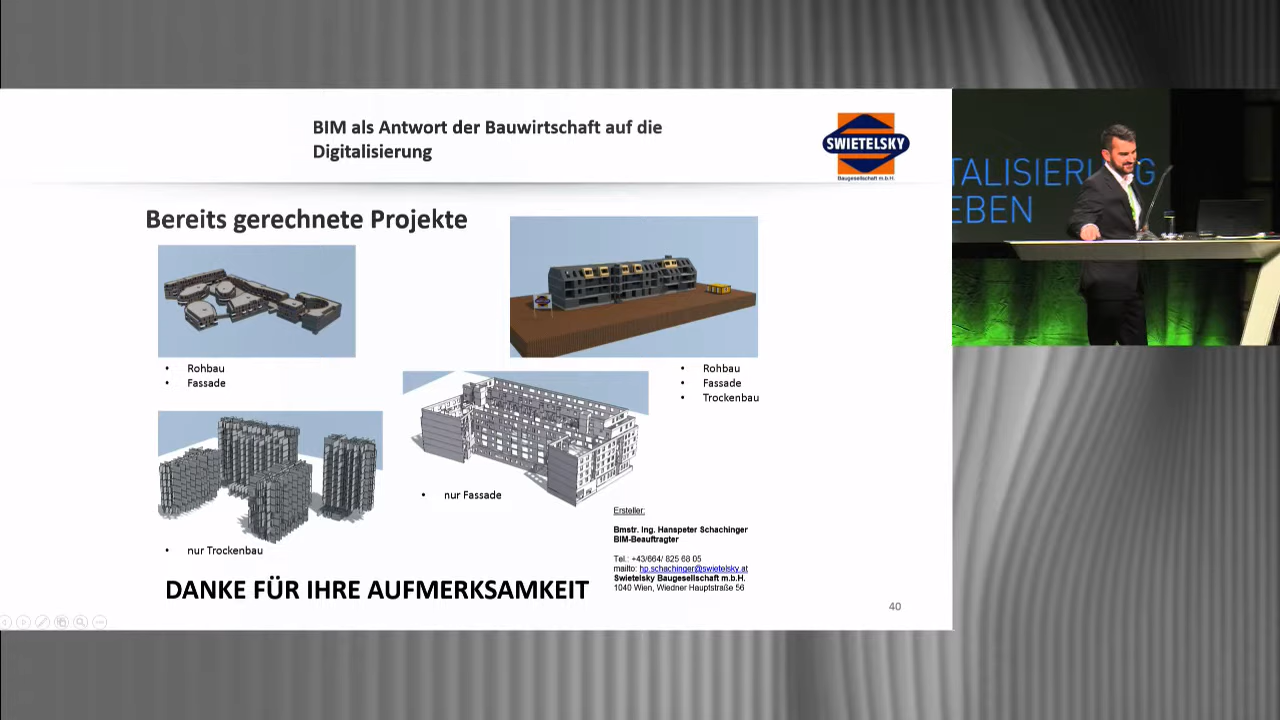 BIM als Antwort der Bauwirtschaft auf die
Digitalisierung
SWIETELSKY
Baugesellschaft m.b.H.
TALISIERUNG
EBEN
Bereits gerechnete Projekte
• Rohbau
• Fassade
• Rohbau
• Fassade
• Trockenbau
• nur Fassade
• nur Trockenbau
Ersteller:
Bmstr. Ing. Hanspeter Schachinger
BIM-Beauftragter
Tel.: +43/664/ 825 68 05
mailto: hp.schachinger@swietelsky.at
Swietelsky Baugesellschaft m.b.H.
1040 Wien, Wiedner Hauptstraße 56
DANKE FÜR IHRE AUFMERKSAMKEIT
40